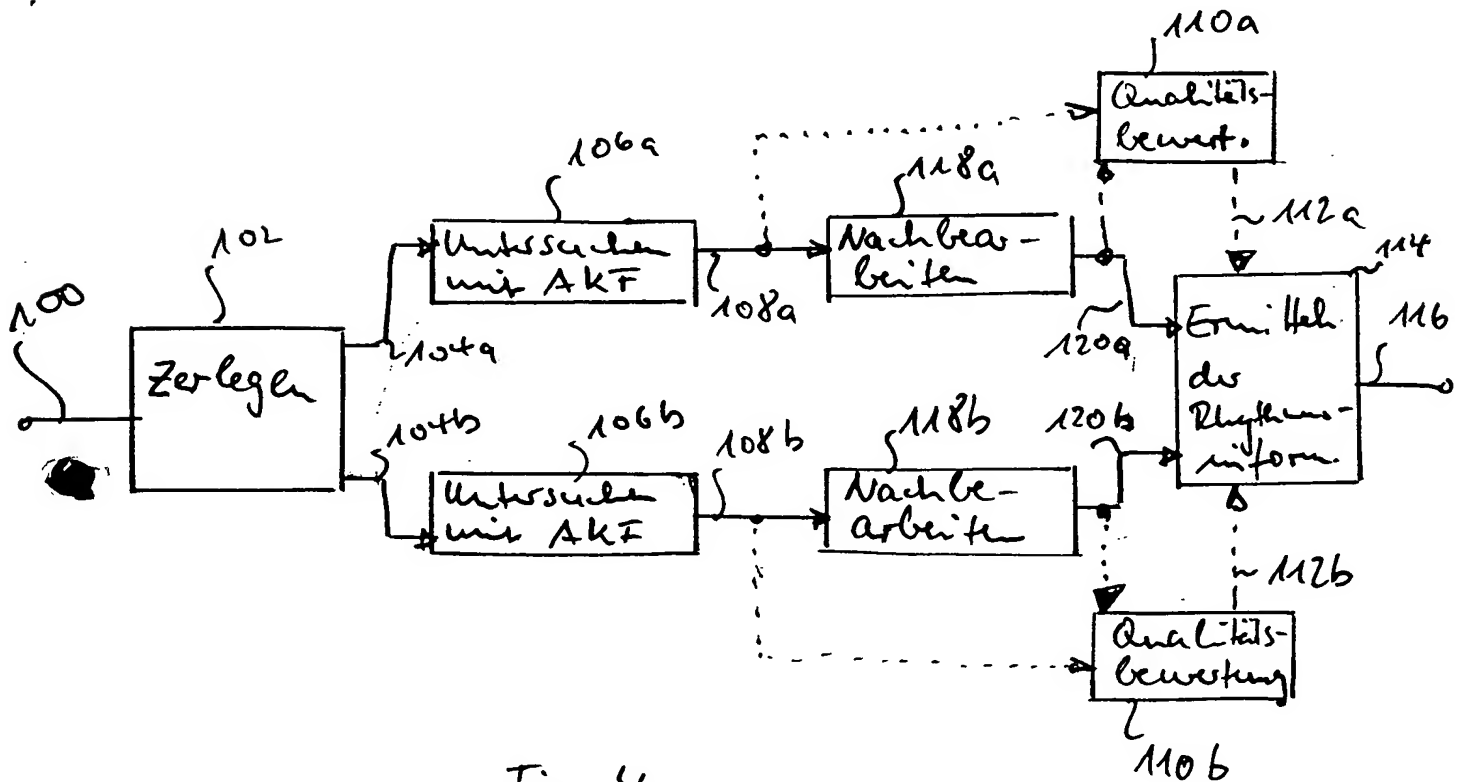 110a
Qualitäts-
bewert.
106a
118a
112a
102
Untersuchen
mit AKF
Nachbear-
beiten
114
100
108a
Ermitteln
der
Rhythmus-
inform.
116
104a
120a
Zerlegen
104b
106b
108b
118b
120b
Untersuchen
mit AKF
Nachbe-
arbeiten
112b
Qualitäts-
bewertung
110b